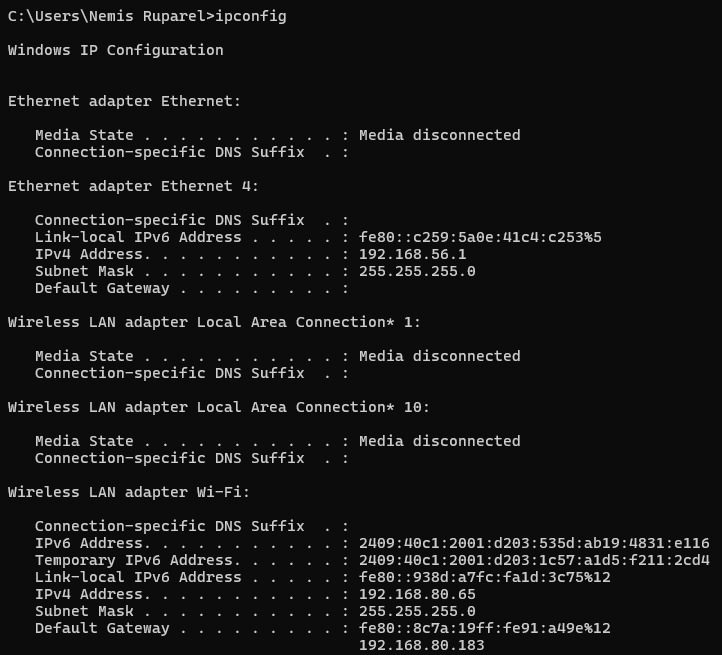 C:\Users\Nemis Ruparel>ipconfig
Windows IP Configuration
Ethernet adapter Ethernet:
Media State . . . . . . . . . . . : Media disconnected
Connection-specific DNS Suffix  . :
Ethernet adapter Ethernet 4:
Connection-specific DNS Suffix  . :
Link-local IPv6 Address . . . . . : fe80::c259:5a0e:41c4:c253%5
IPv4 Address. . . . . . . . . . . : 192.168.56.1
Subnet Mask . . . . . . . . . . . : 255.255.255.0
Default Gateway . . . . . . . . . :
Wireless LAN adapter Local Area Connection* 1:
Media State . . . . . . . . . . . : Media disconnected
Connection-specific DNS Suffix  . :
Wireless LAN adapter Local Area Connection* 10:
Media State . . . . . . . . . . . : Media disconnected
Connection-specific DNS Suffix  . :
Wireless LAN adapter Wi-Fi:
Connection-specific DNS Suffix  . :
IPv6 Address. . . . . . . . . . . : 2409:40c1:2001:d203:535d:ab19:4831:e116
Temporary IPv6 Address. . . . . . : 2409:40c1:2001:d203:1c57:a1d5:f211:2cd4
Link-local IPv6 Address . . . . . : fe80::938d:a7fc:fa1d:3c75%12
IPv4 Address. . . . . . . . . . . : 192.168.80.65
Subnet Mask . . . . . . . . . . . : 255.255.255.0
Default Gateway . . . . . . . . . : fe80::8c7a:19ff:fe91:a49e%12
192.168.80.183